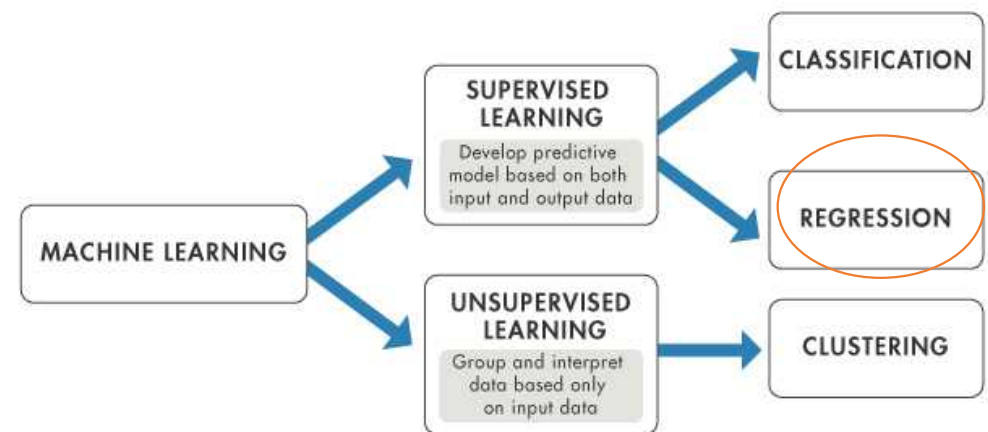 MACHINE LEARNING
SUPERVISED
LEARNING
Develop predictive
model based on both
input and output data
UNSUPERVISED
LEARNING
Group and interpret
data based only
on input data
CLASSIFICATION
REGRESSION
CLUSTERING